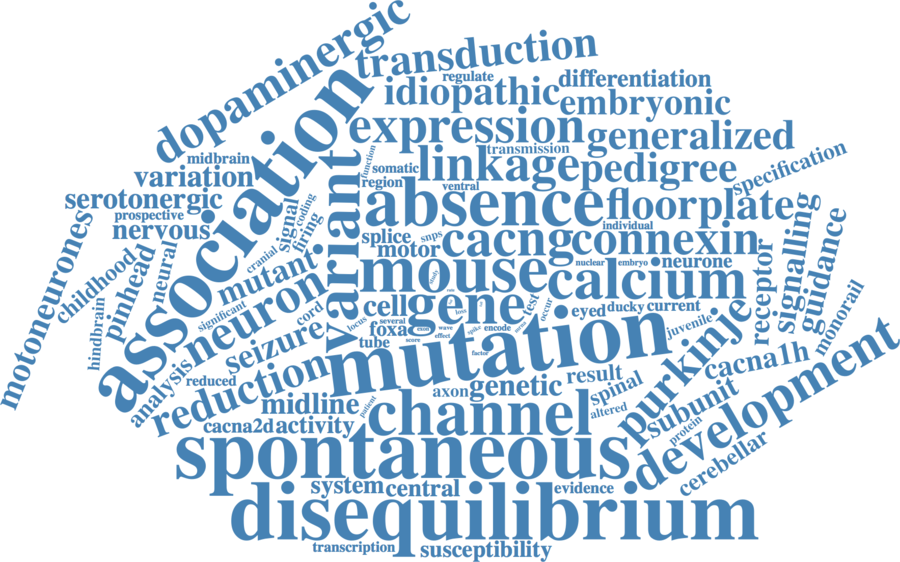 dopaminergic
transduction
regulate
idiopathic
differentiation
embryonic
association
expression
generalized
transmission
function
midbrain
variation
somatic
linkage
pedigree
specification
region
ventral
serotonergic
prospective
nervous
coding
signal
firing
variant
absence
floorplate
individual
splice
snps
motor
cacng
connexin
signalling
guidance
motoneurones
childhood
pinhead
neural
cranial
mutant
mouse
nuclear
embryo
neurone
calcium
receptor
monorail
hindbrain
significant
neuron
cord
locus
cell
gene
test
occur
eyed
ducky
current
several
foxa
exon
wave
spike
encode
effect
seizure
tube
score
mutation
juvenile
purkinje
factor
analysis
reduced
reduction
midline
patient
axon
genetic
result
spinal
cacna1h
development
cacna2d
activity
channel
altered
subunit
protein
spontaneous
cerebellar
system
central
evidence
disequilibrium
transcription
susceptibility